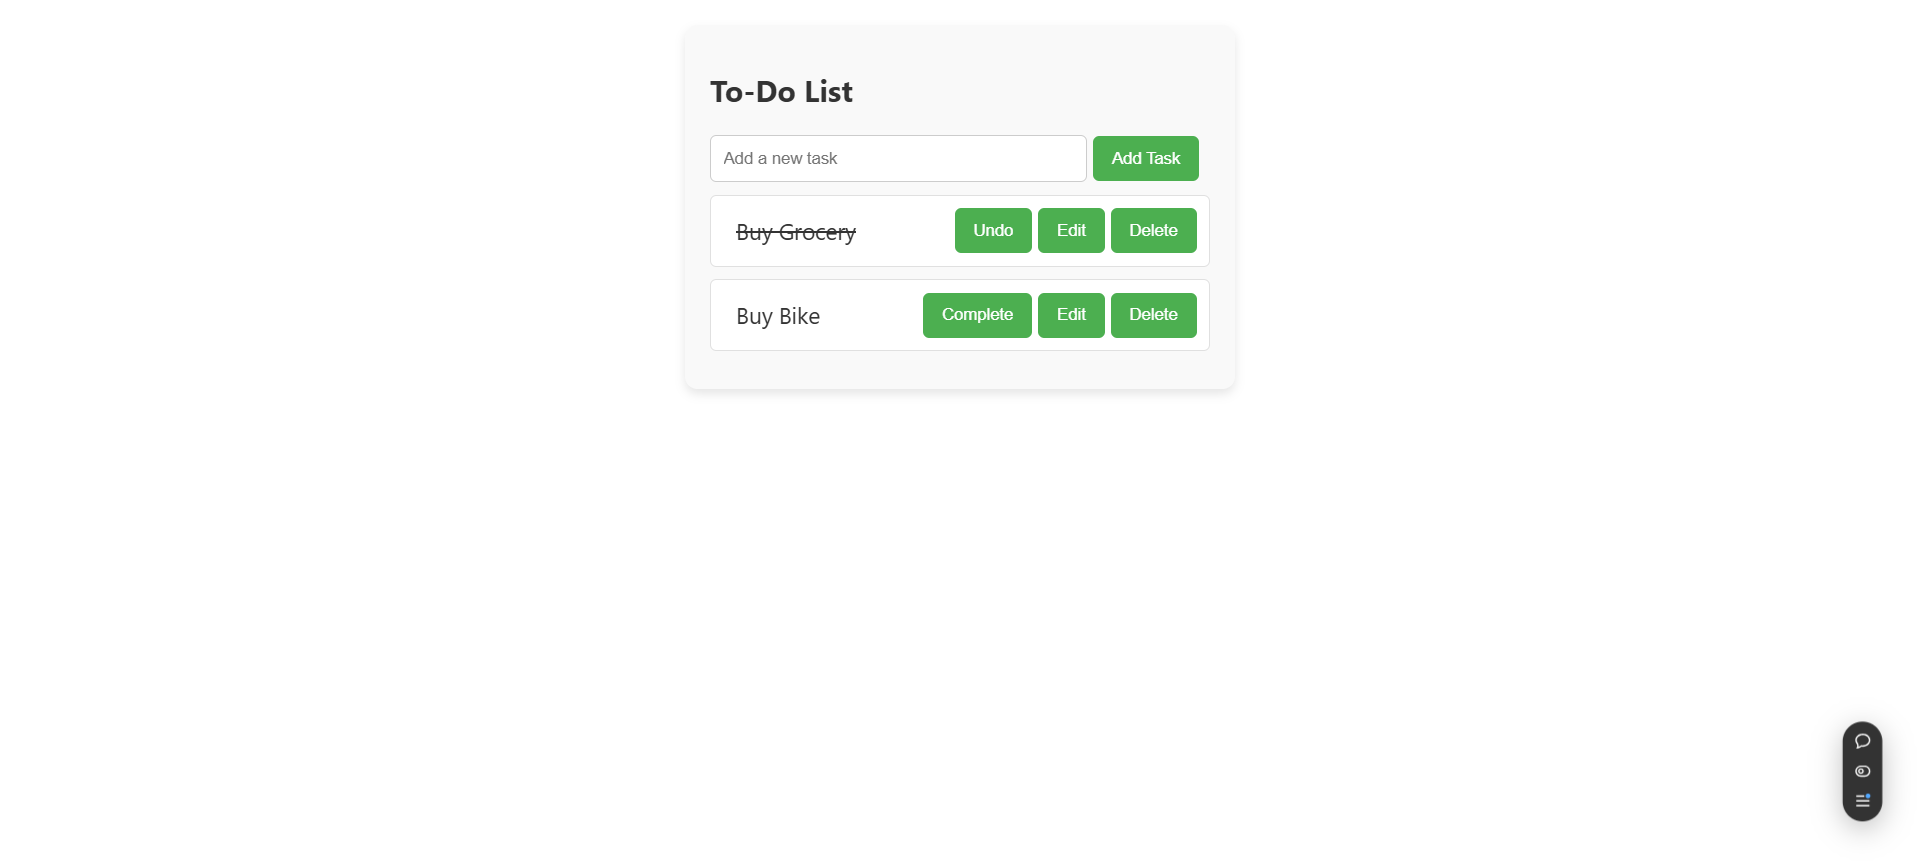 To-Do List
Add a new task Add Task
Buy Grocery Undo Edit Delete
Buy Bike Complete Edit Delete